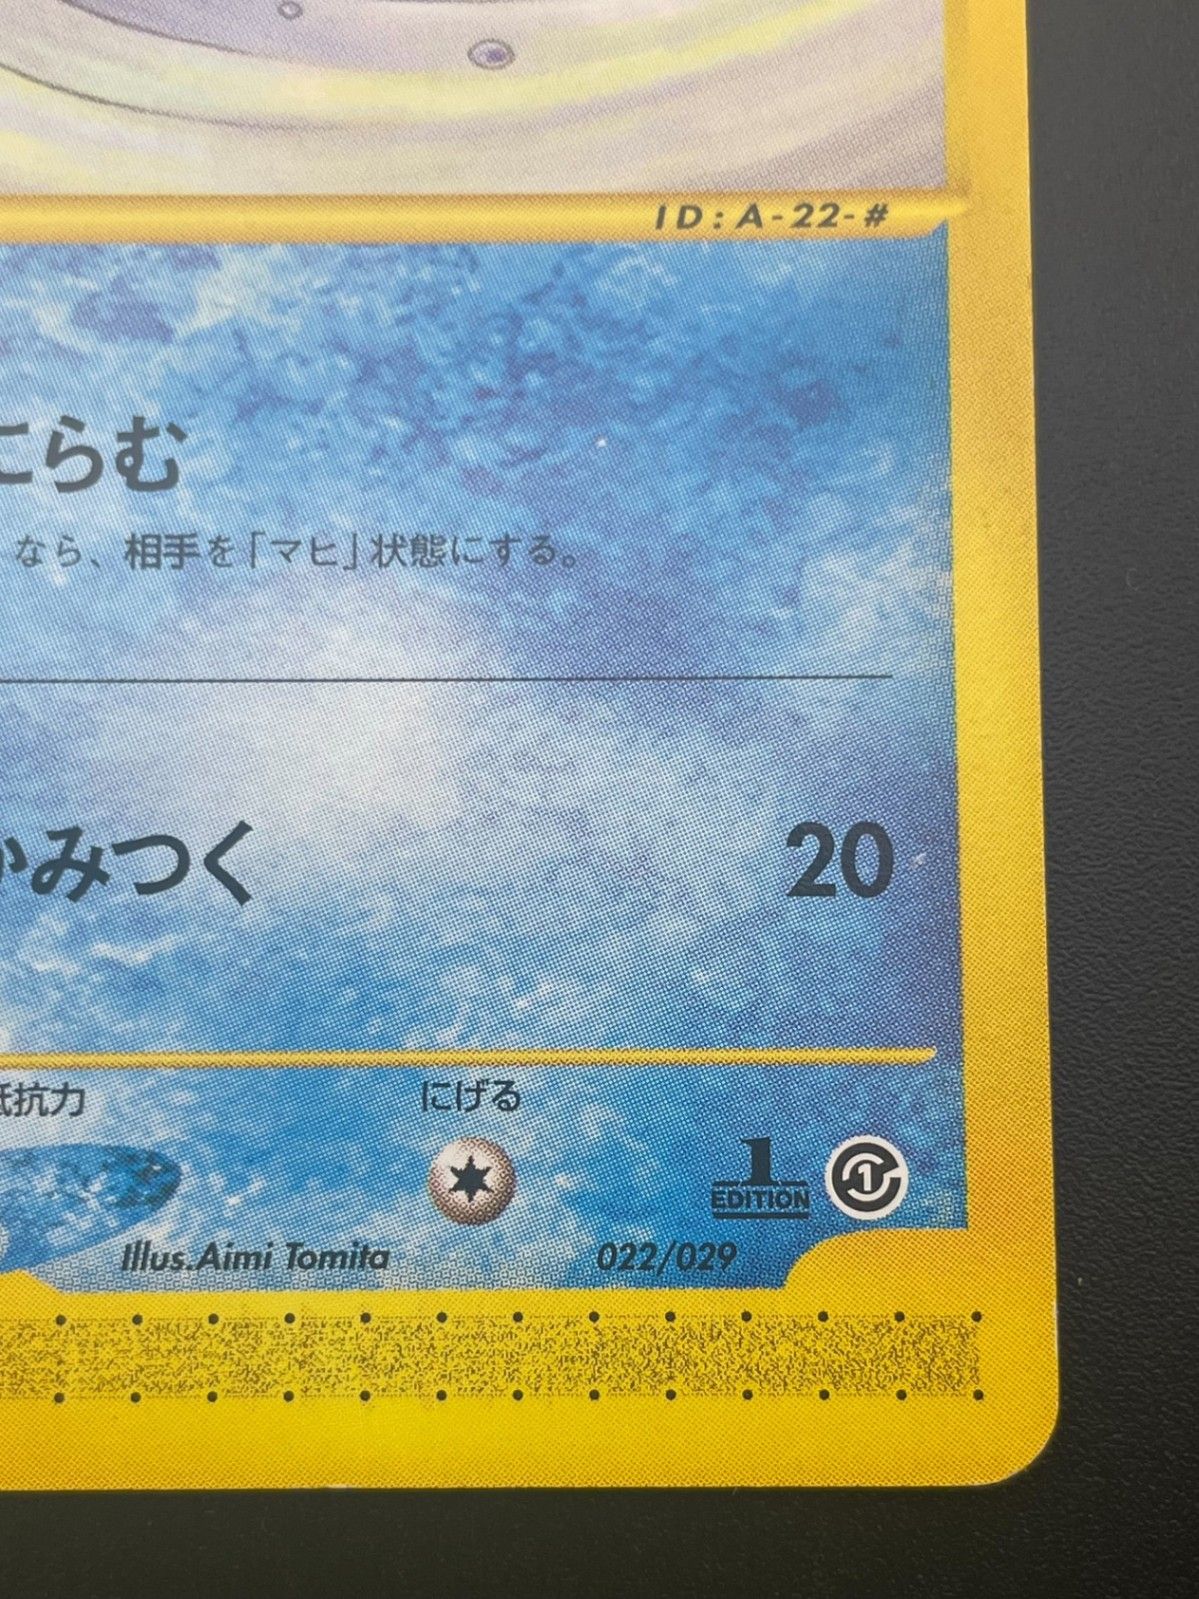 ID:A-22-#
にらむ
なら、相手を「マヒ」状態にする。
かみつく 20
抵抗力 にげる
1
EDITION
1
Illus.Aimi Tomita 022/029